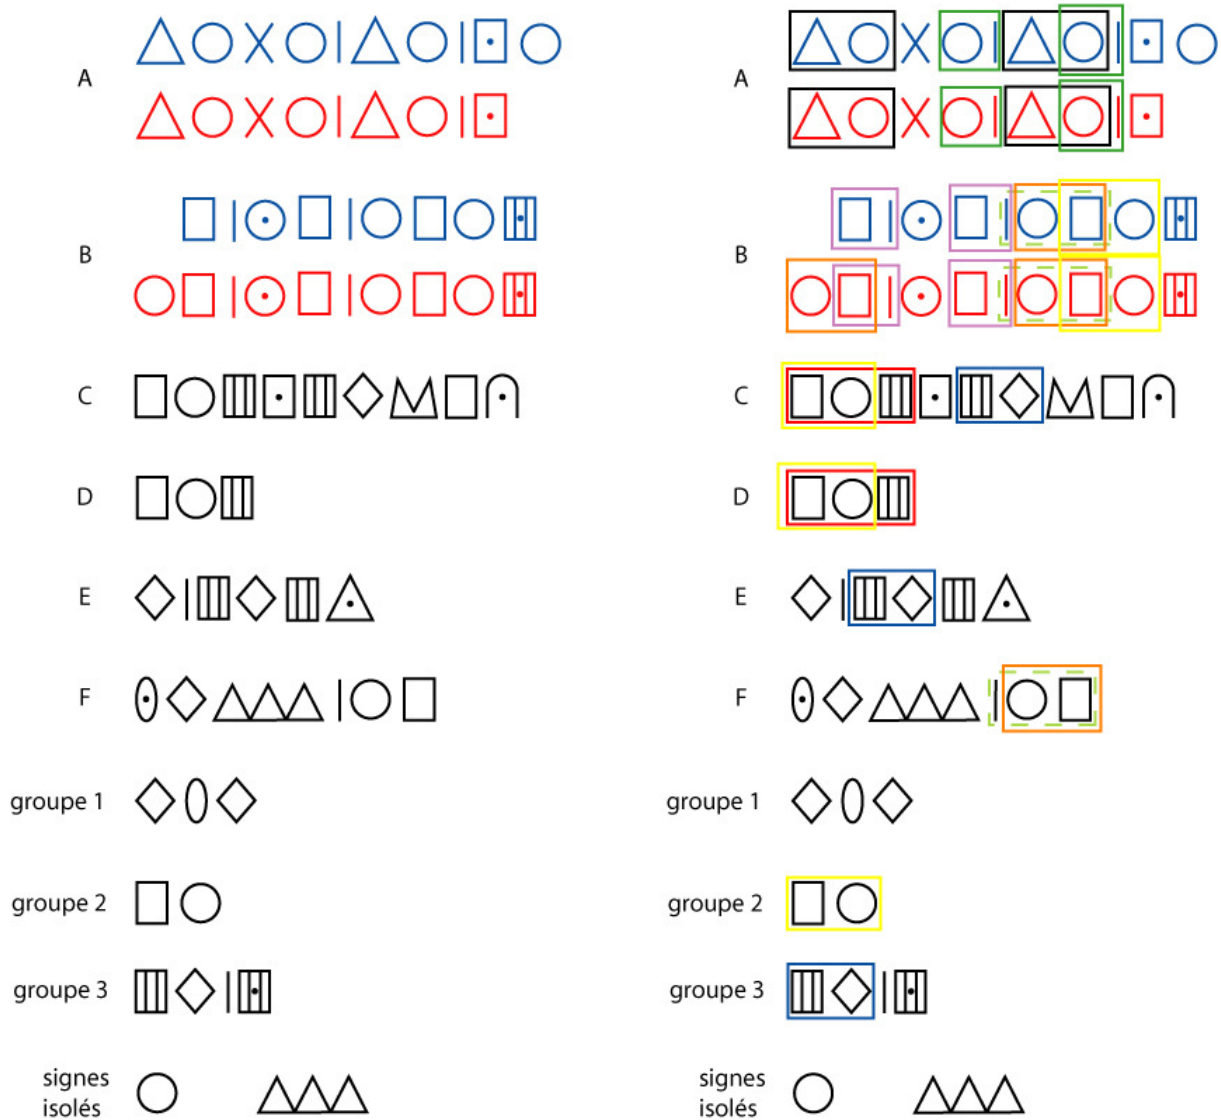 A A
B B
C C
D D
E E
F F
groupe 1 groupe 1
groupe 2 groupe 2
groupe 3 groupe 3
signes signes
isolés isolés